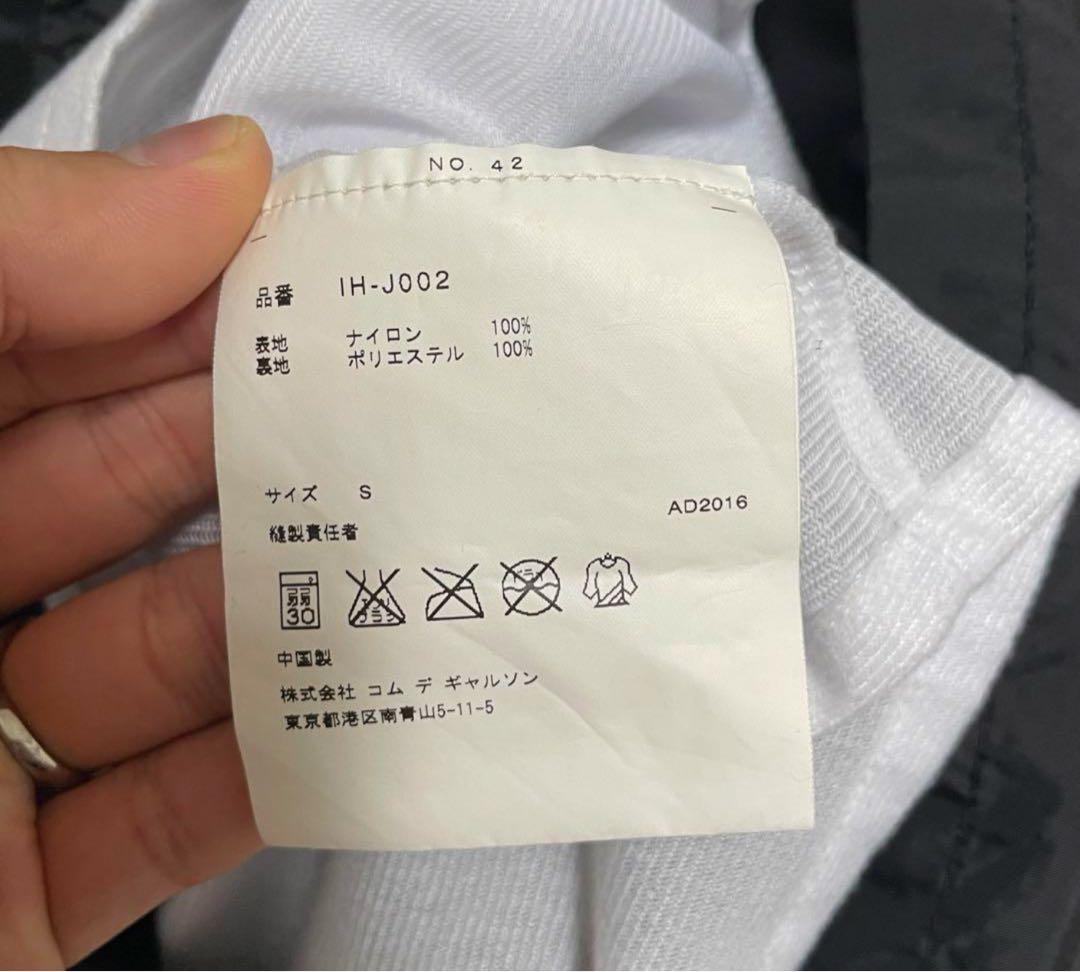 NO. 42
品番 IH-J002
表地 ナイロン 100%
裏地 ポリエステル 100%
サイズ S
AD2016
縫製責任者
弱 30
ドライ
中国製
株式会社 コム デ ギャルソン
東京都港区南青山5-11-5